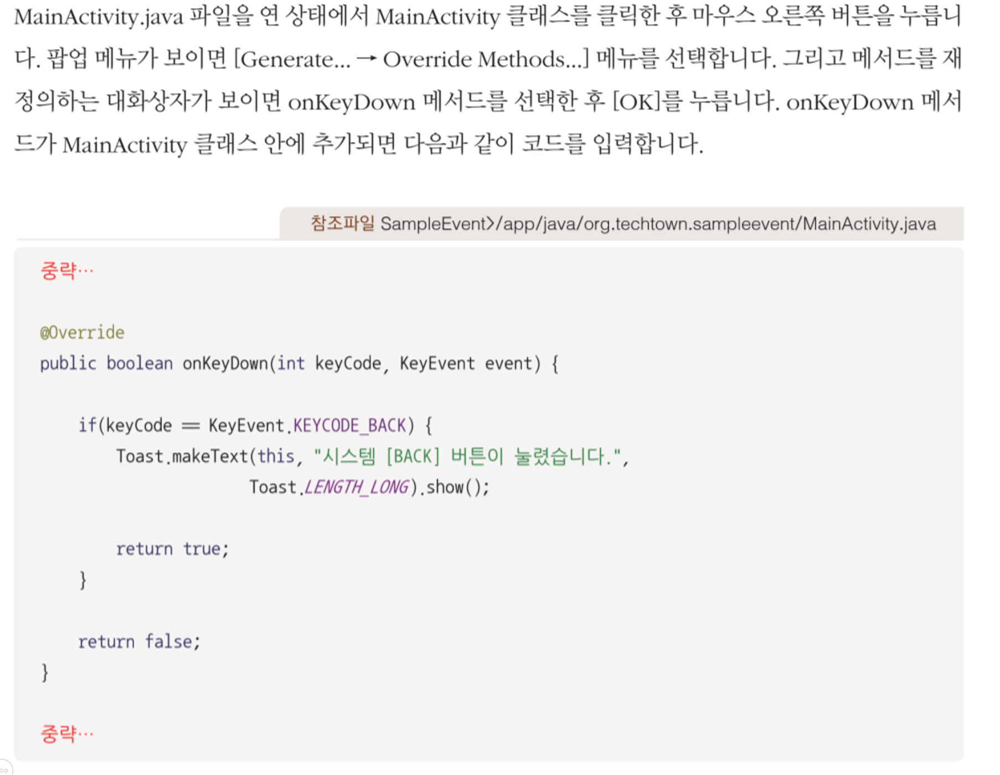 MainActivity.java 파일을 연 상태에서 MainActivity 클래스를 클릭한 후 마우스 오른쪽 버튼을 누릅니
다. 팝업 메뉴가 보이면 [Generate... → Override Methods...] 메뉴를 선택합니다. 그리고 메서드를 재
정의하는 대화상자가 보이면 onKeyDown 메서드를 선택한 후 [OK]를 누릅니다. onKeyDown 메서
드가 MainActivity 클래스 안에 추가되면 다음과 같이 코드를 입력합니다.
참조파일 SampleEvent>/app/java/org.techtown.sampleevent/MainActivity.java
중략…
@Override
public boolean onKeyDown(int keyCode, KeyEvent event) {
if(keyCode == KeyEvent.KEYCODE_BACK) {
Toast.makeText(this, "시스템 [BACK] 버튼이 눌렸습니다.",
Toast.LENGTH_LONG).show();
return true;
}
return false;
}
중략…